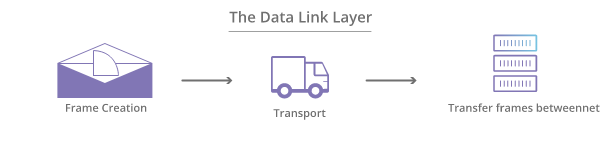 The Data Link Layer
Frame Creation
Transport
Transfer frames betweennet